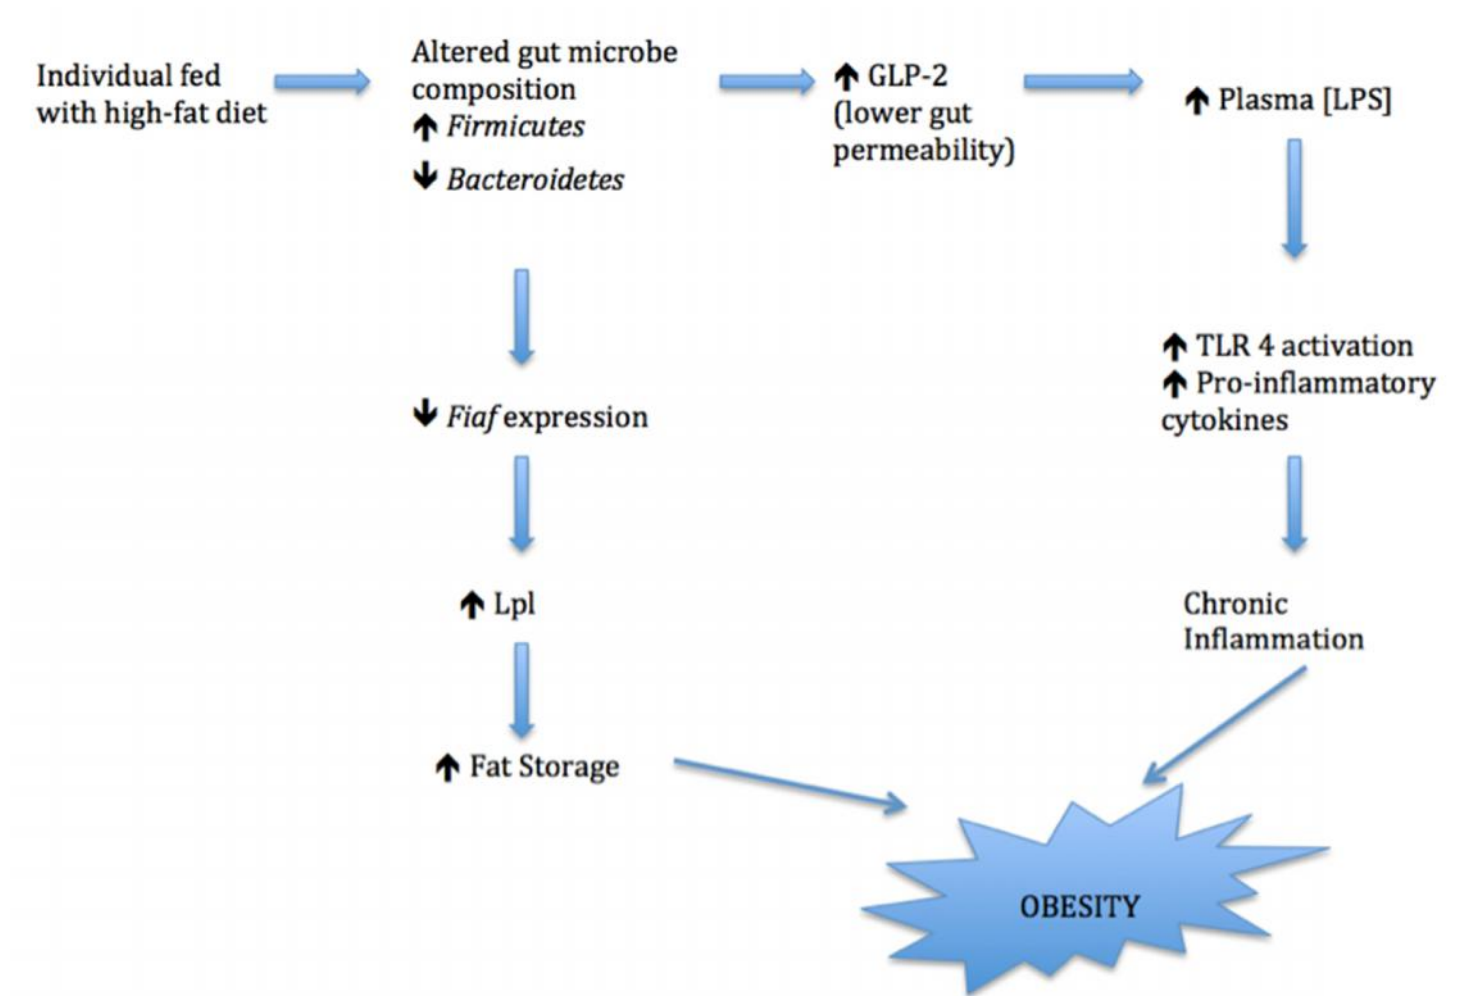 Individual fed
with high-fat diet
Altered gut microbe
composition
↑ Firmicutes
↓ Bacteroidetes
↑ GLP-2
(lower gut
permeability)
↑ Plasma [LPS]
↓ Fiaf expression
↑ TLR 4 activation
↑ Pro-inflammatory
cytokines
↑ Lpl
Chronic
Inflammation
↑ Fat Storage
OBESITY